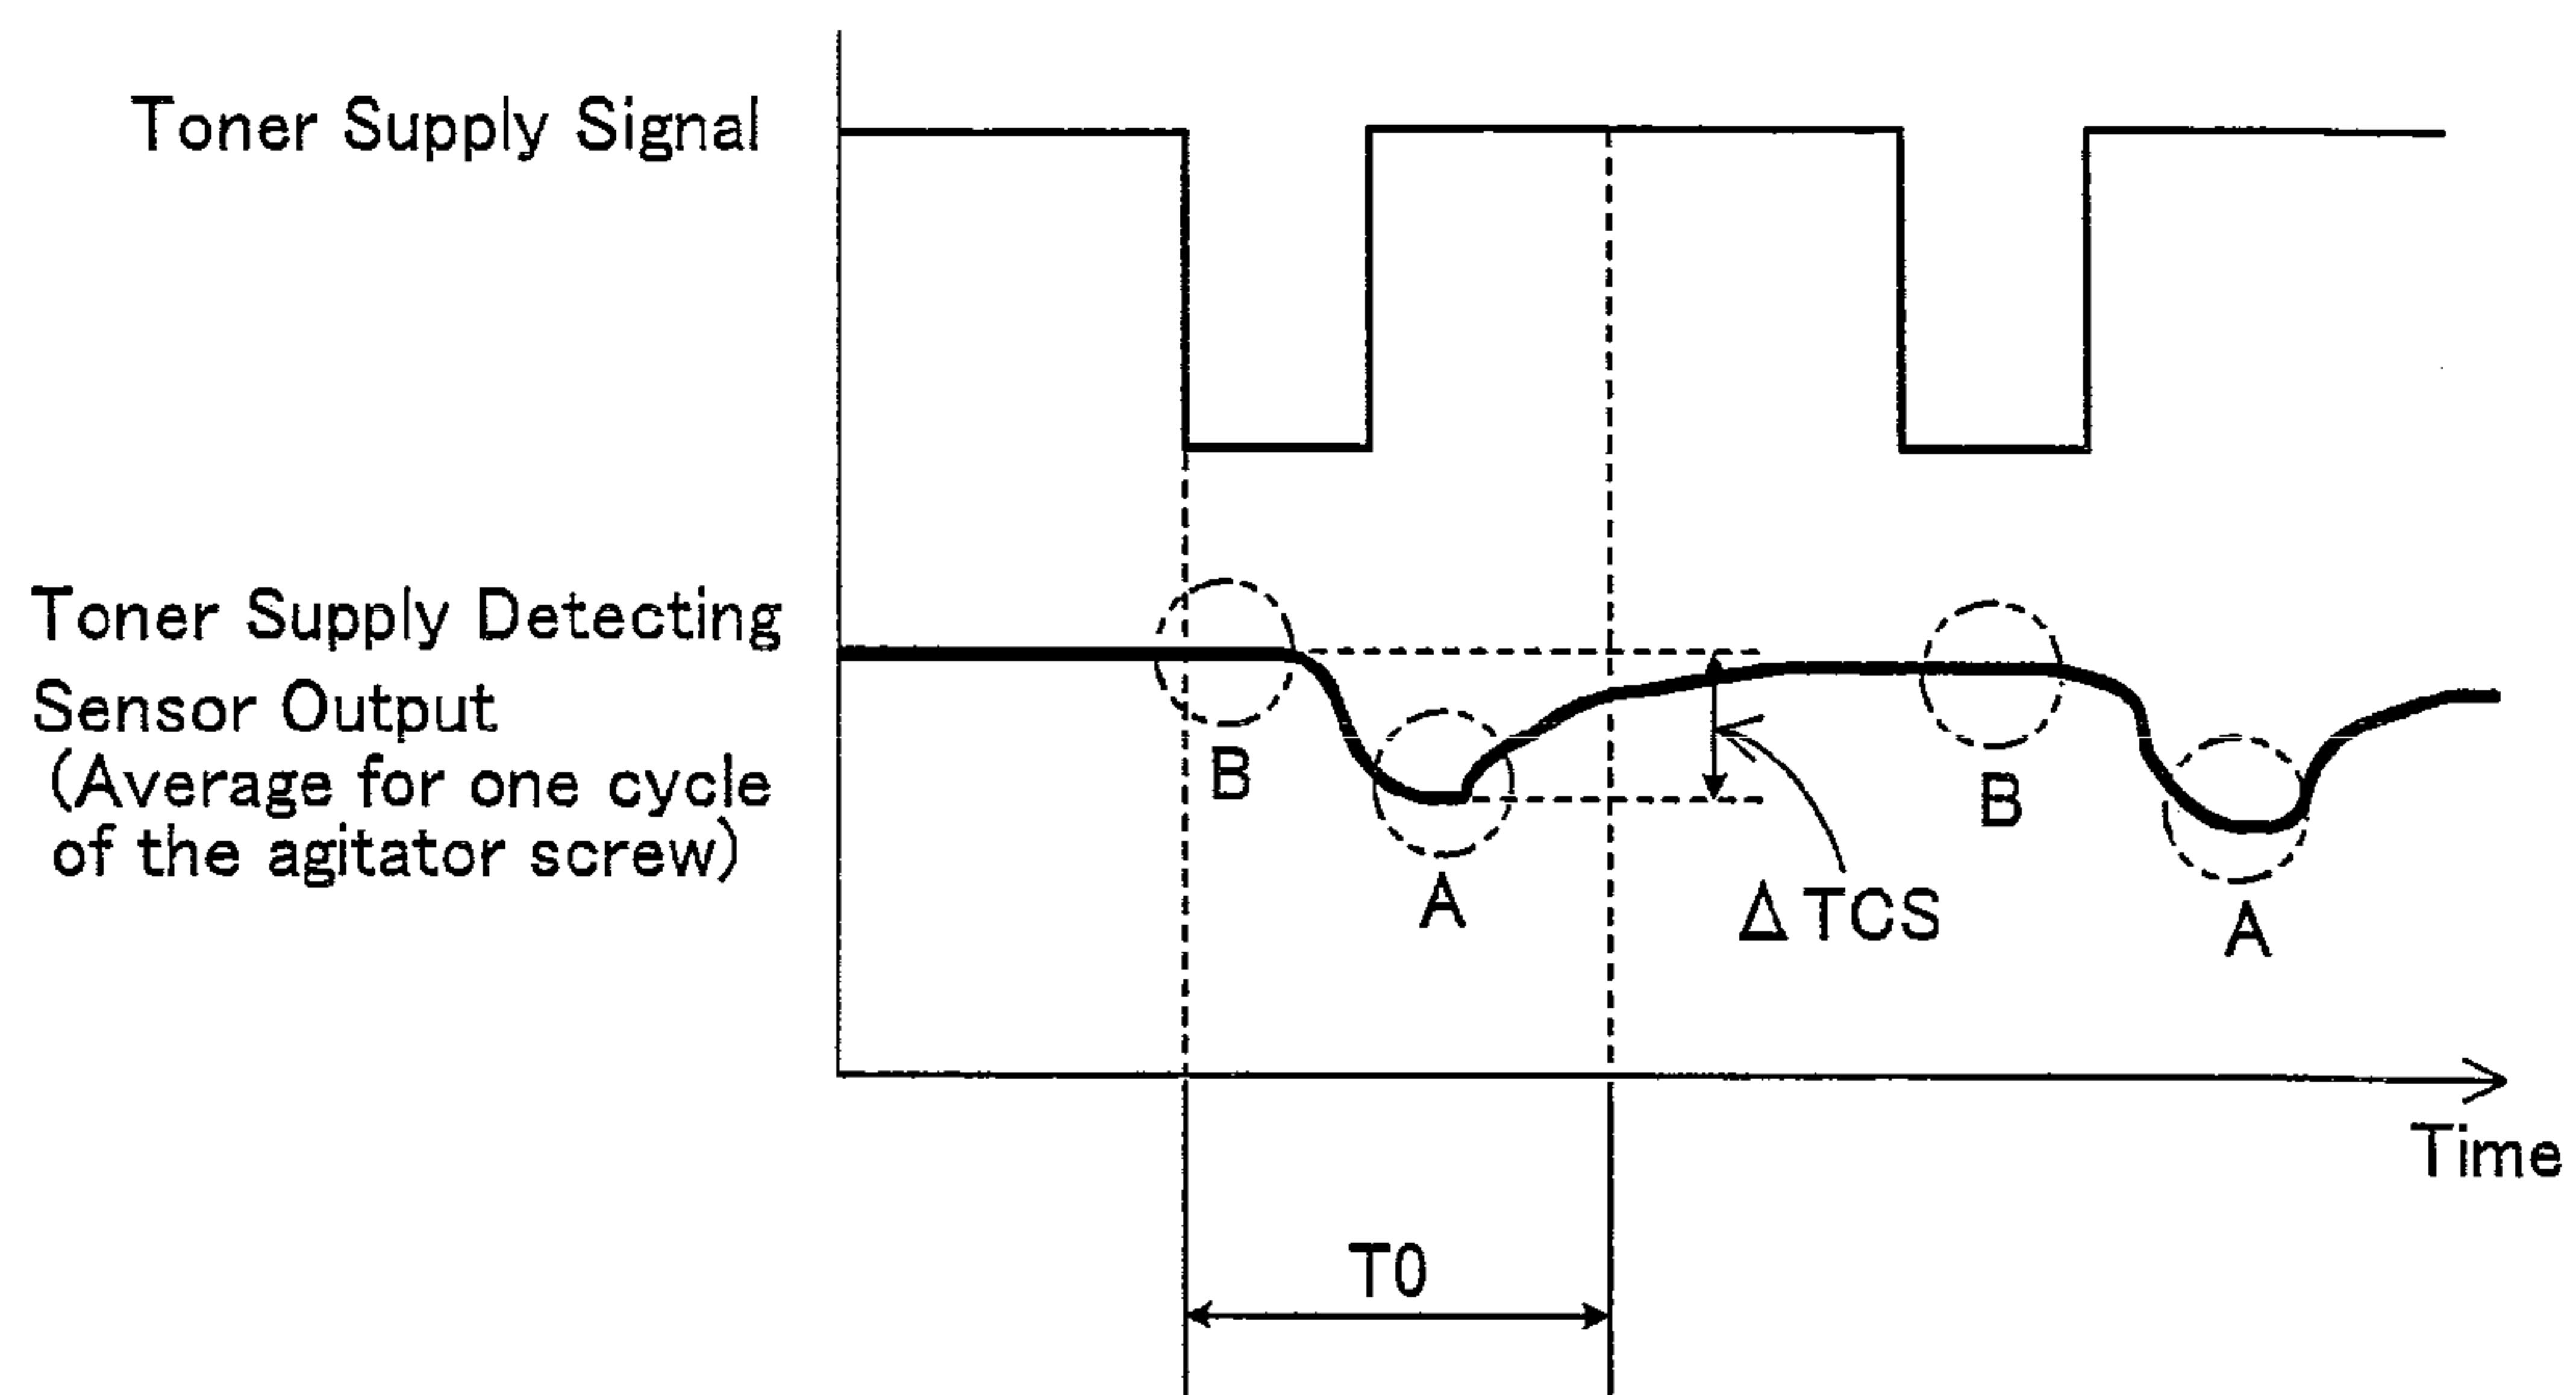 Toner Supply Signal
Toner Supply Detecting
Sensor Output
(Average for one cycle
of the agitator screw)
B
A
ΔTCS
B
A
Time
T0